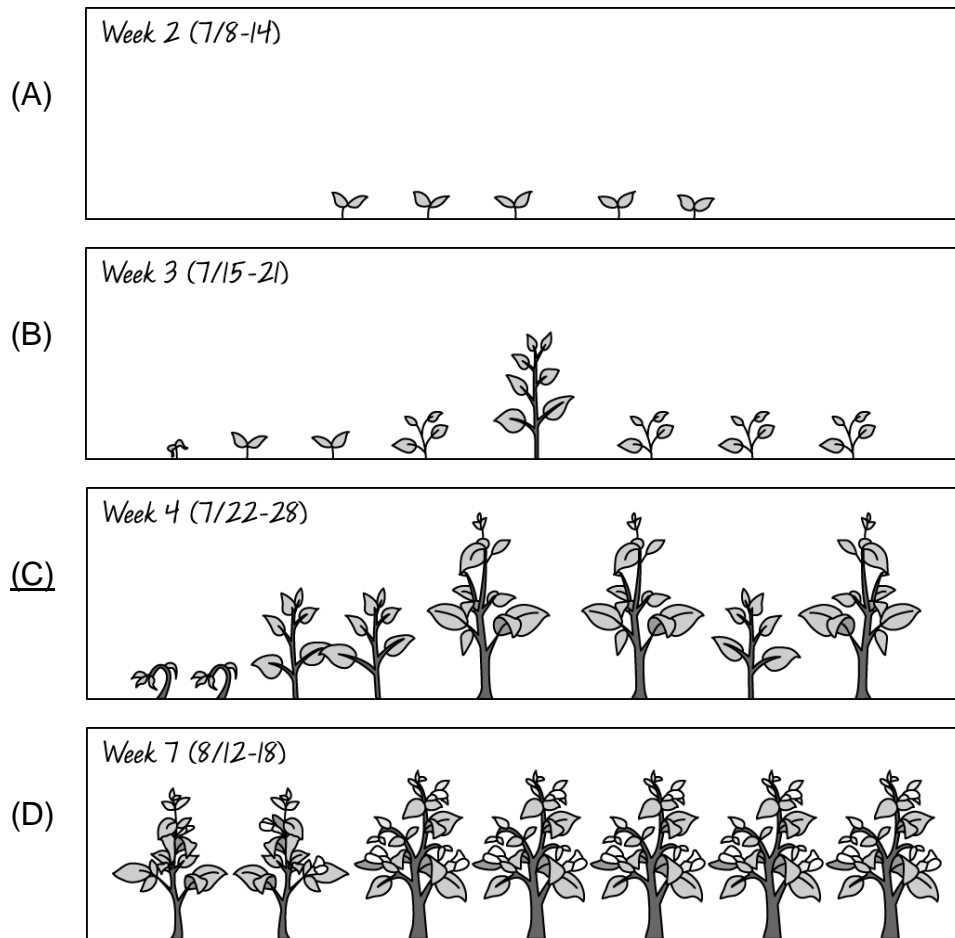 (A)
Week 2 (7/8-14)
(B)
Week 3 (7/15-21)
(C)
Week 4 (7/22-28)
(D)
Week 7 (8/12-18)